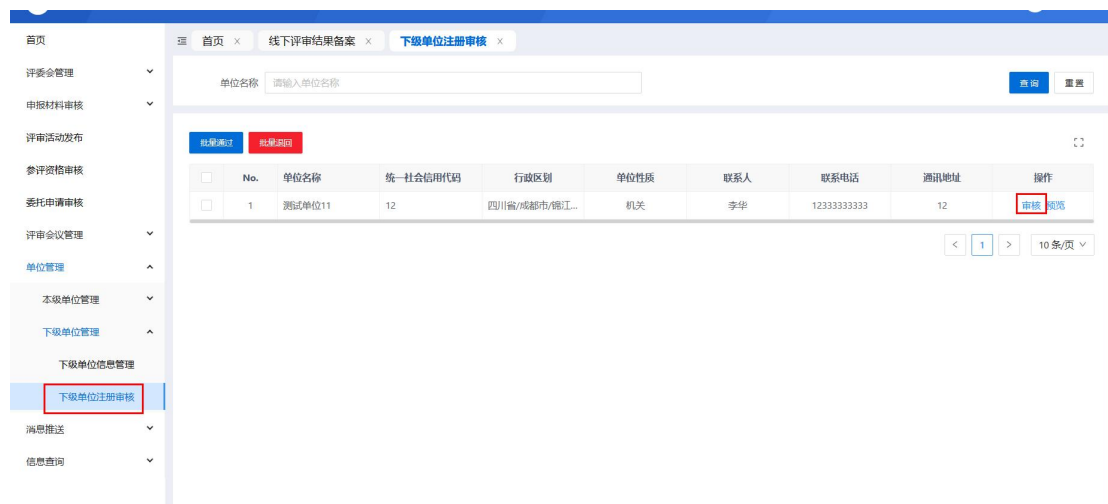 首页
评委会管理
申报材料审核
评审活动发布
参评资格审核
委托申请审核
评审会议管理
单位管理
本级单位管理
下级单位管理
下级单位信息管理
下级单位注册审核
消息推送
信息查询
首页 × 线下评审结果备案 × 下级单位注册审核 ×
单位名称 请输入单位名称 查询 重置
批量通过 批量退回
No. 单位名称 统一社会信用代码 行政区划 单位性质 联系人 联系电话 通讯地址 操作
1 测试单位11 12 四川省/成都市/锦江... 机关 李华 12333333333 12 审核 预览
< 1 > 10 条/页